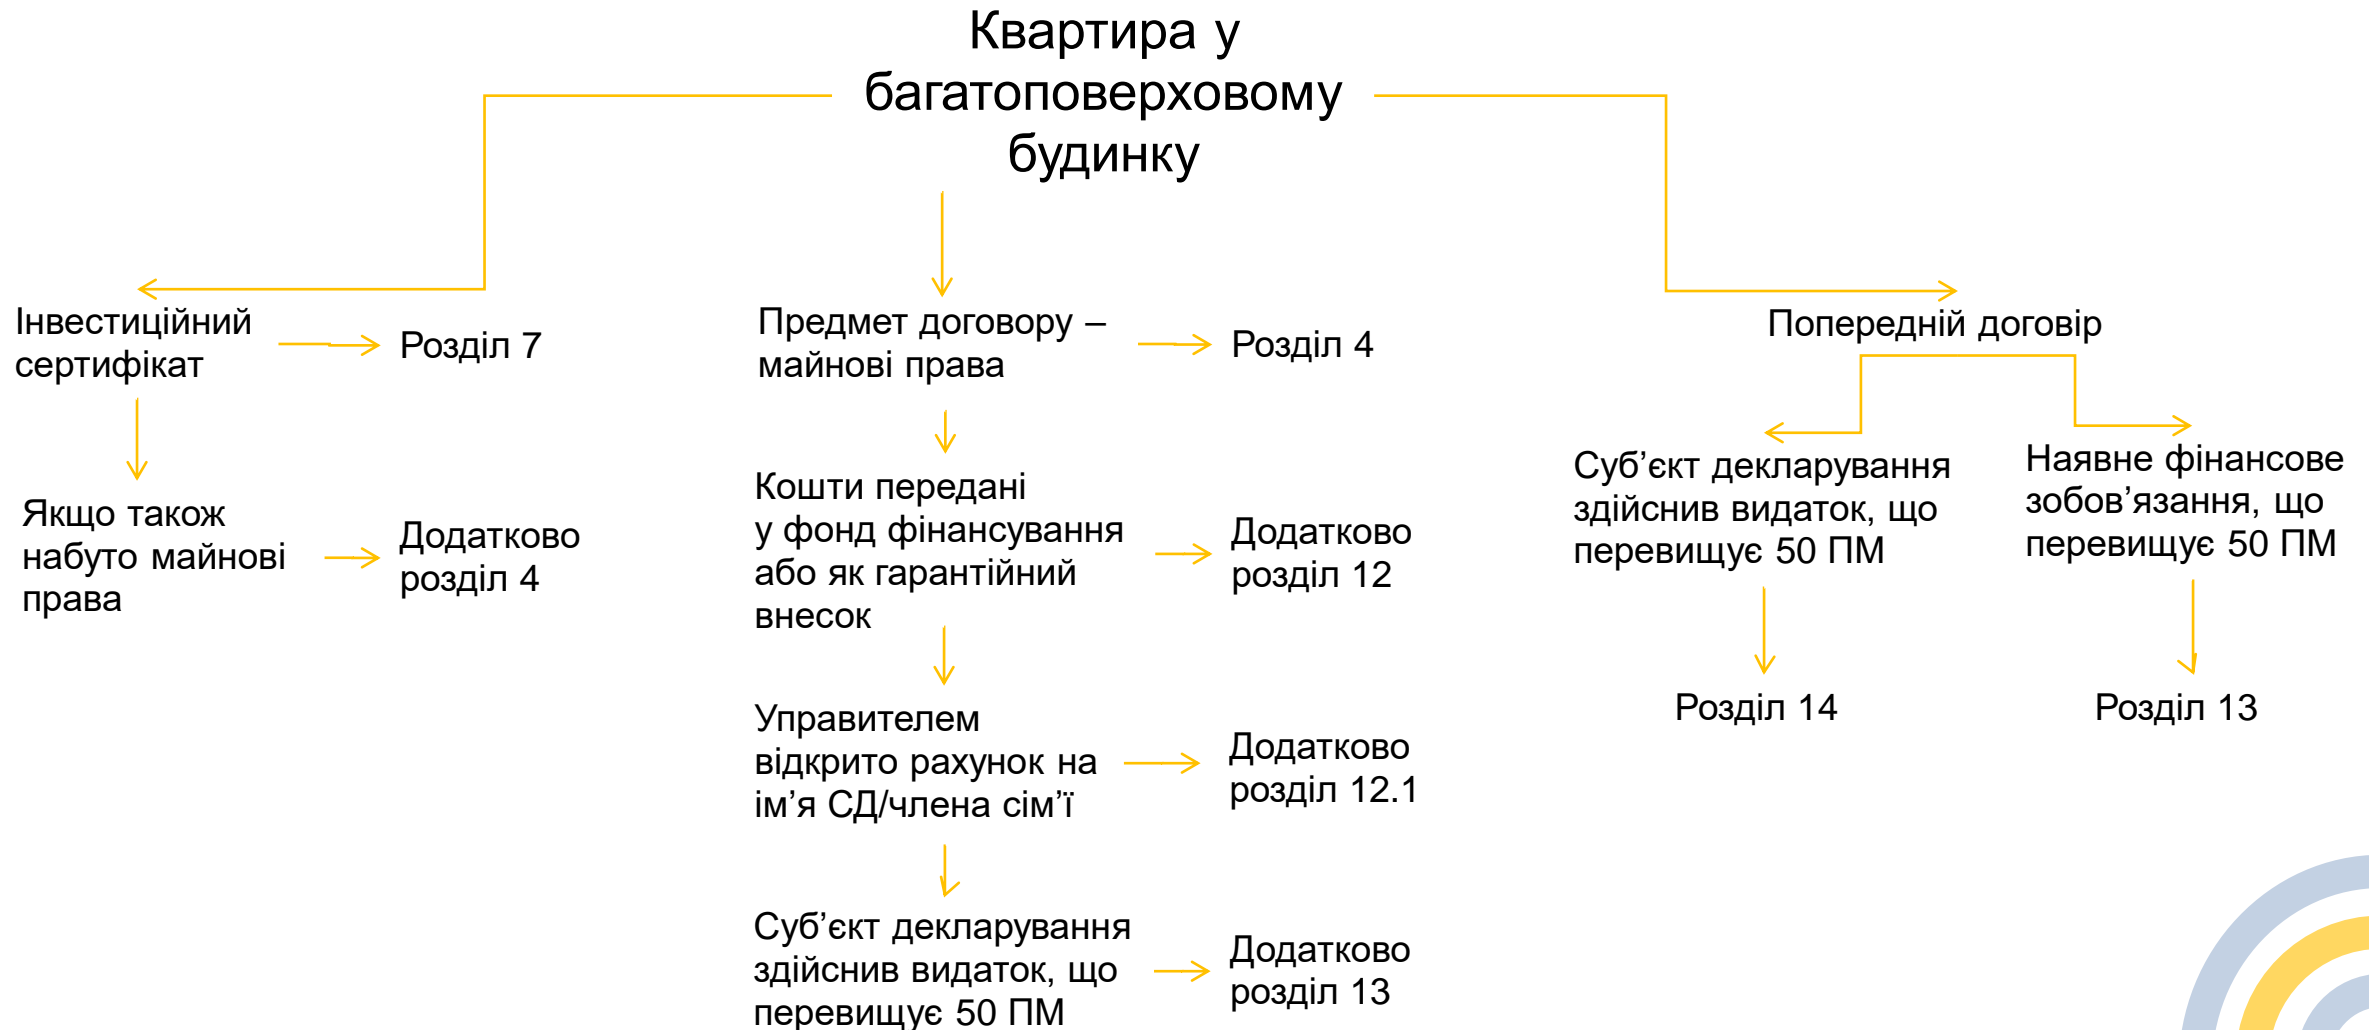 Квартира у
багатоповерховому
будинку
Інвестиційний
сертифікат
Розділ 7
Якщо також
набуто майнові
права
Додатково
розділ 4
Предмет договору –
майнові права
Розділ 4
Кошти передані
у фонд фінансування
або як гарантійний
внесок
Додатково
розділ 12
Управителем
відкрито рахунок на
ім’я СД/члена сім’ї
Додатково
розділ 12.1
Суб’єкт декларування
здійснив видаток, що
перевищує 50 ПМ
Додатково
розділ 13
Попередній договір
Суб’єкт декларування
здійснив видаток, що
перевищує 50 ПМ
Розділ 14
Наявне фінансове
зобов’язання, що
перевищує 50 ПМ
Розділ 13